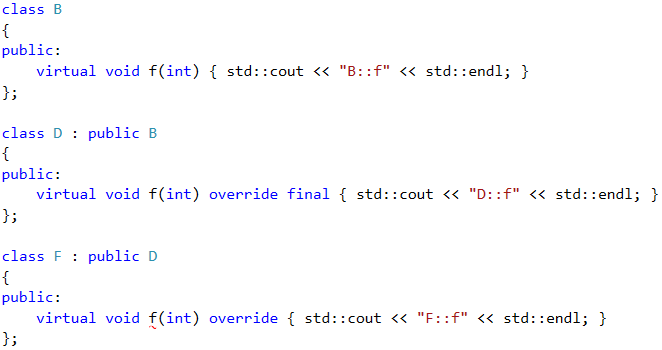 class B
{
public:
    virtual void f(int) { std::cout << "B::f" << std::endl; }
};

class D : public B
{
public:
    virtual void f(int) override final { std::cout << "D::f" << std::endl; }
};

class F : public D
{
public:
    virtual void f(int) override { std::cout << "F::f" << std::endl; }
};